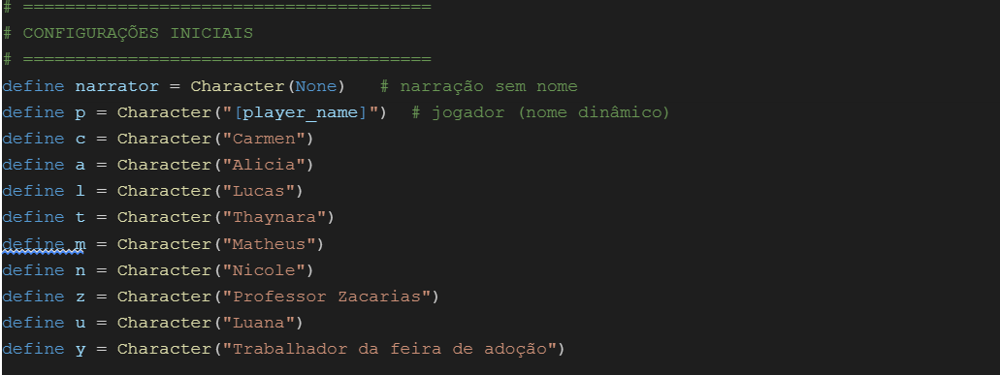 # =======================================
# CONFIGURAÇÕES INICIAIS
# =======================================
define narrator = Character(None)   # narração sem nome
define p = Character("[player_name]")  # jogador (nome dinâmico)
define c = Character("Carmen")
define a = Character("Alicia")
define l = Character("Lucas")
define t = Character("Thaynara")
define m = Character("Matheus")
define n = Character("Nicole")
define z = Character("Professor Zacarias")
define u = Character("Luana")
define y = Character("Trabalhador da feira de adoção")